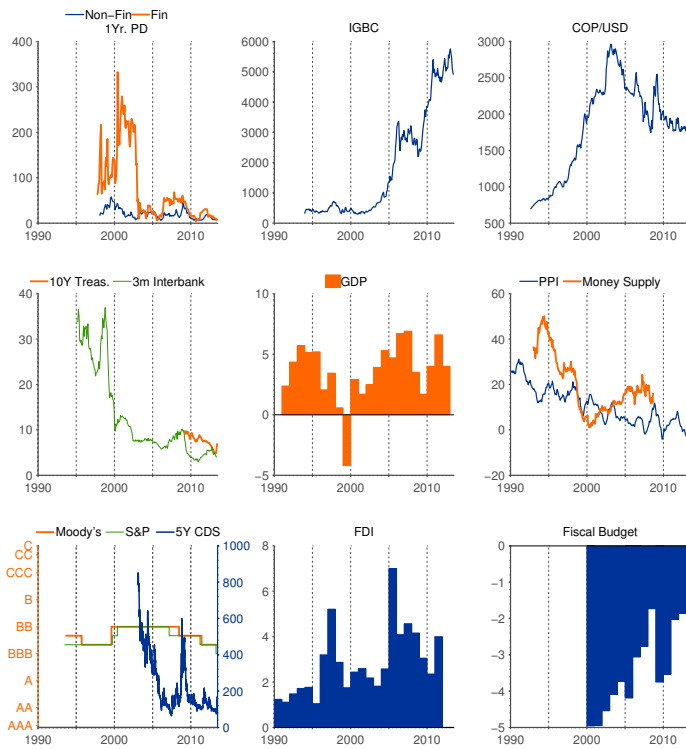 Non-Fin Fin
1Yr. PD
400
300
200
100
0
1990 2000 2010
IGBC
6000
5000
4000
3000
2000
1000
0
1990 2000 2010
COP/USD
3000
2500
2000
1500
1000
500
1990 2000 2010
10Y Treas. 3m Interbank
40
30
20
10
0
1990 2000 2010
GDP
10
5
0
−5
1990 2000 2010
PPI Money Supply
60
40
20
0
−20
1990 2000 2010
Moody's S&P 5Y CDS
C
CC
CCC
B
BB
BBB
A
AA
AAA
1000
800
600
400
200
0
1990 2000 2010
FDI
8
6
4
2
0
1990 2000 2010
Fiscal Budget
0
−1
−2
−3
−4
−5
1990 2000 2010